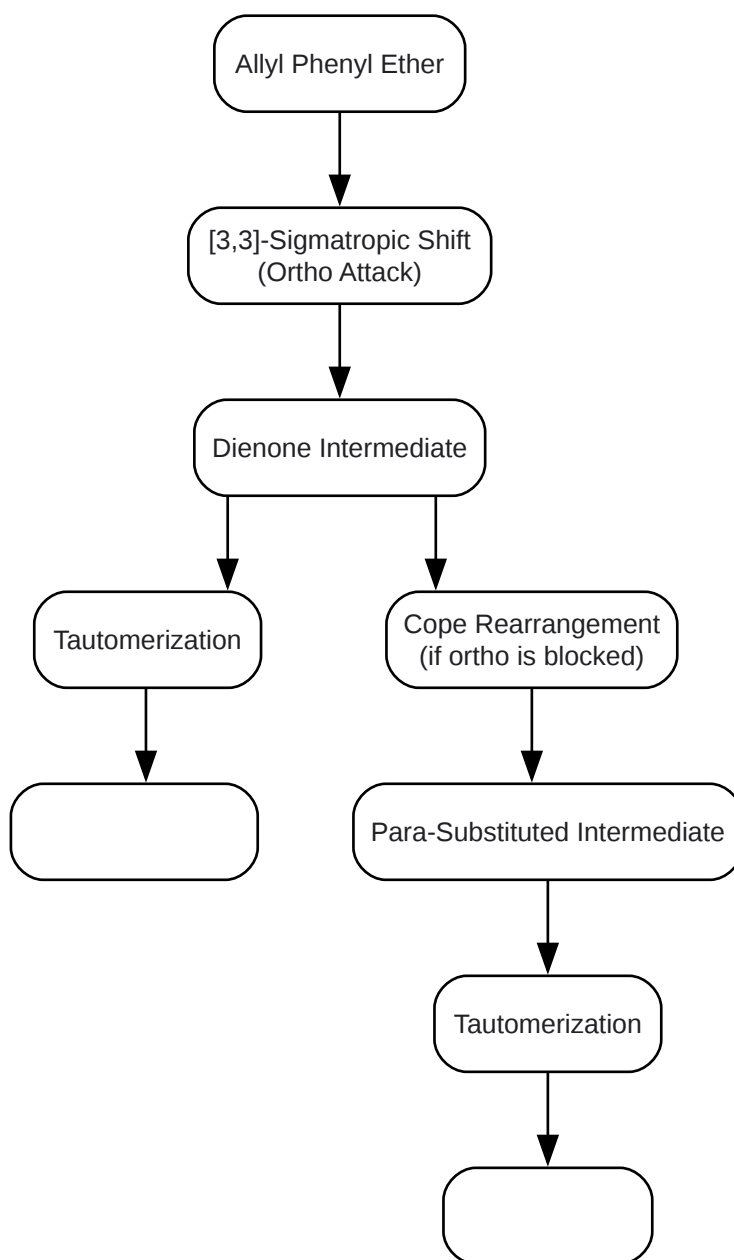 Allyl Phenyl Ether
[3,3]-Sigmatropic Shift
(Ortho Attack)
Dienone Intermediate
Tautomerization
Cope Rearrangement
(if ortho is blocked)
Para-Substituted Intermediate
Tautomerization